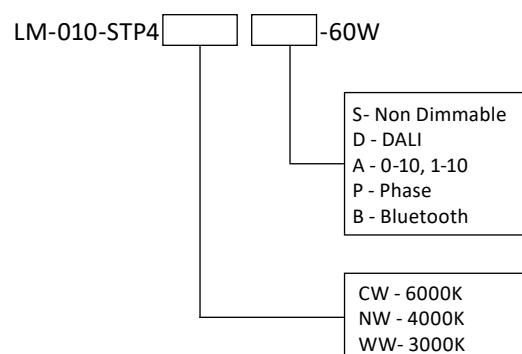 LM-010-STP4 -60W
S- Non Dimmable
D - DALI
A - 0-10, 1-10
P - Phase
B - Bluetooth
CW - 6000K
NW - 4000K
WW- 3000K